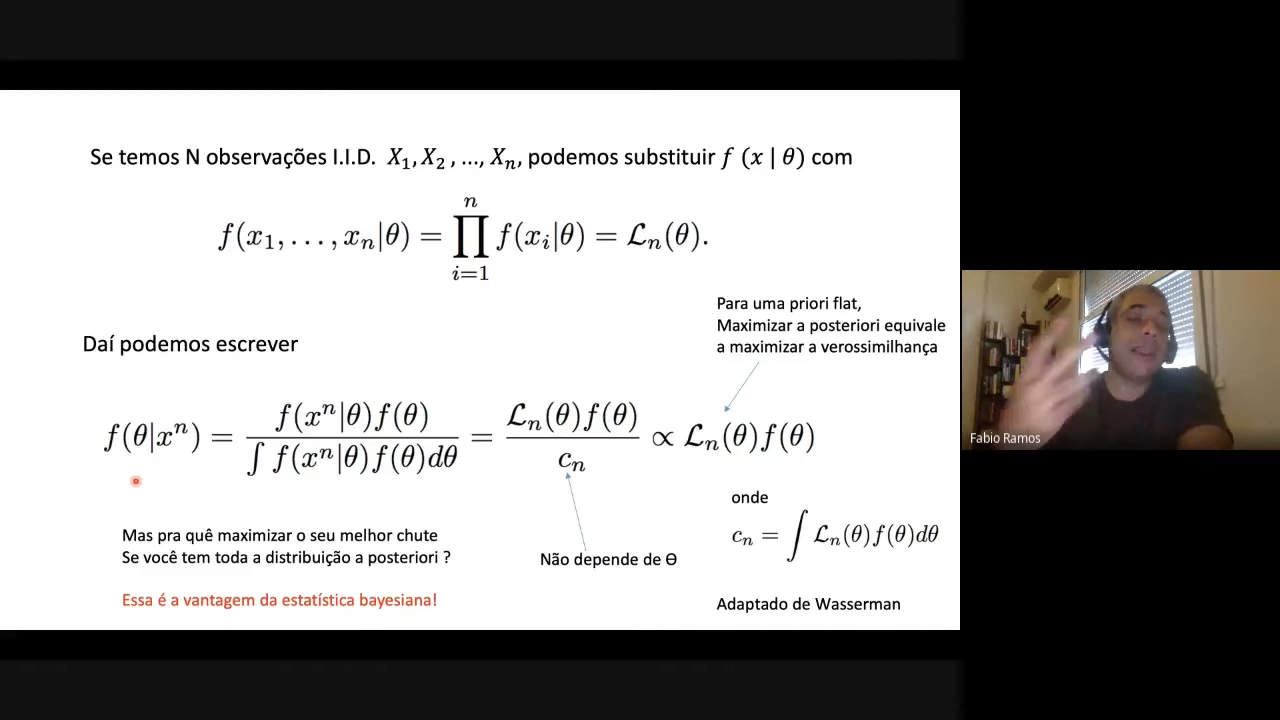 Se temos N observações I.I.D. X₁, X₂ , ..., Xₙ, podemos substituir f (x | θ) com
f(x₁, . . . , xₙ|θ) = ∏ᵢ₌₁ⁿ f(xᵢ|θ) = ℒₙ(θ).
Para uma priori flat,
Maximizar a posteriori equivale
a maximizar a verossimilhança
Daí podemos escrever
f(θ|xⁿ) = f(xⁿ|θ)f(θ) / ∫ f(xⁿ|θ)f(θ)dθ = ℒₙ(θ)f(θ) / cₙ ∝ ℒₙ(θ)f(θ)
onde
cₙ = ∫ ℒₙ(θ)f(θ)dθ
Mas pra quê maximizar o seu melhor chute
Se você tem toda a distribuição a posteriori ?
Não depende de Θ
Essa é a vantagem da estatística bayesiana!
Adaptado de Wasserman
Fabio Ramos